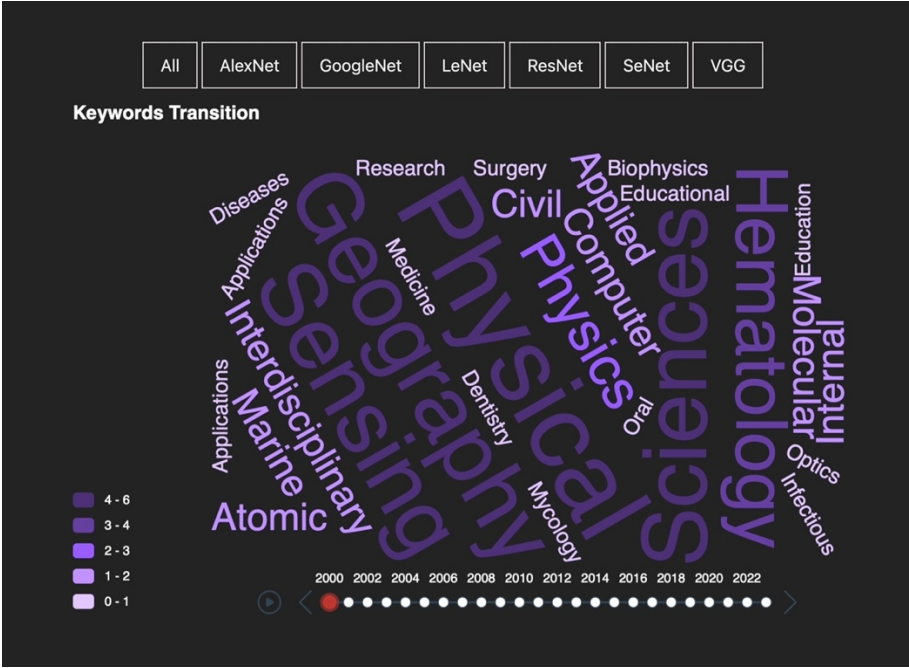 All
AlexNet
GoogleNet
LeNet
ResNet
SeNet
VGG
Keywords Transition
Diseases
Research
Surgery
Applied
Biophysics
Educational
Civil
Computer
Applications
Geography
Medicine
Physical
Physics
Sciences
Hematology
Education
Molecular
Internal
Sensing
Interdisciplinary
Applications
Marine
Dentistry
Oral
Optics
Infectious
Mycology
Atomic
4 - 6
3 - 4
2 - 3
1 - 2
0 - 1
2000 2002 2004 2006 2008 2010 2012 2014 2016 2018 2020 2022